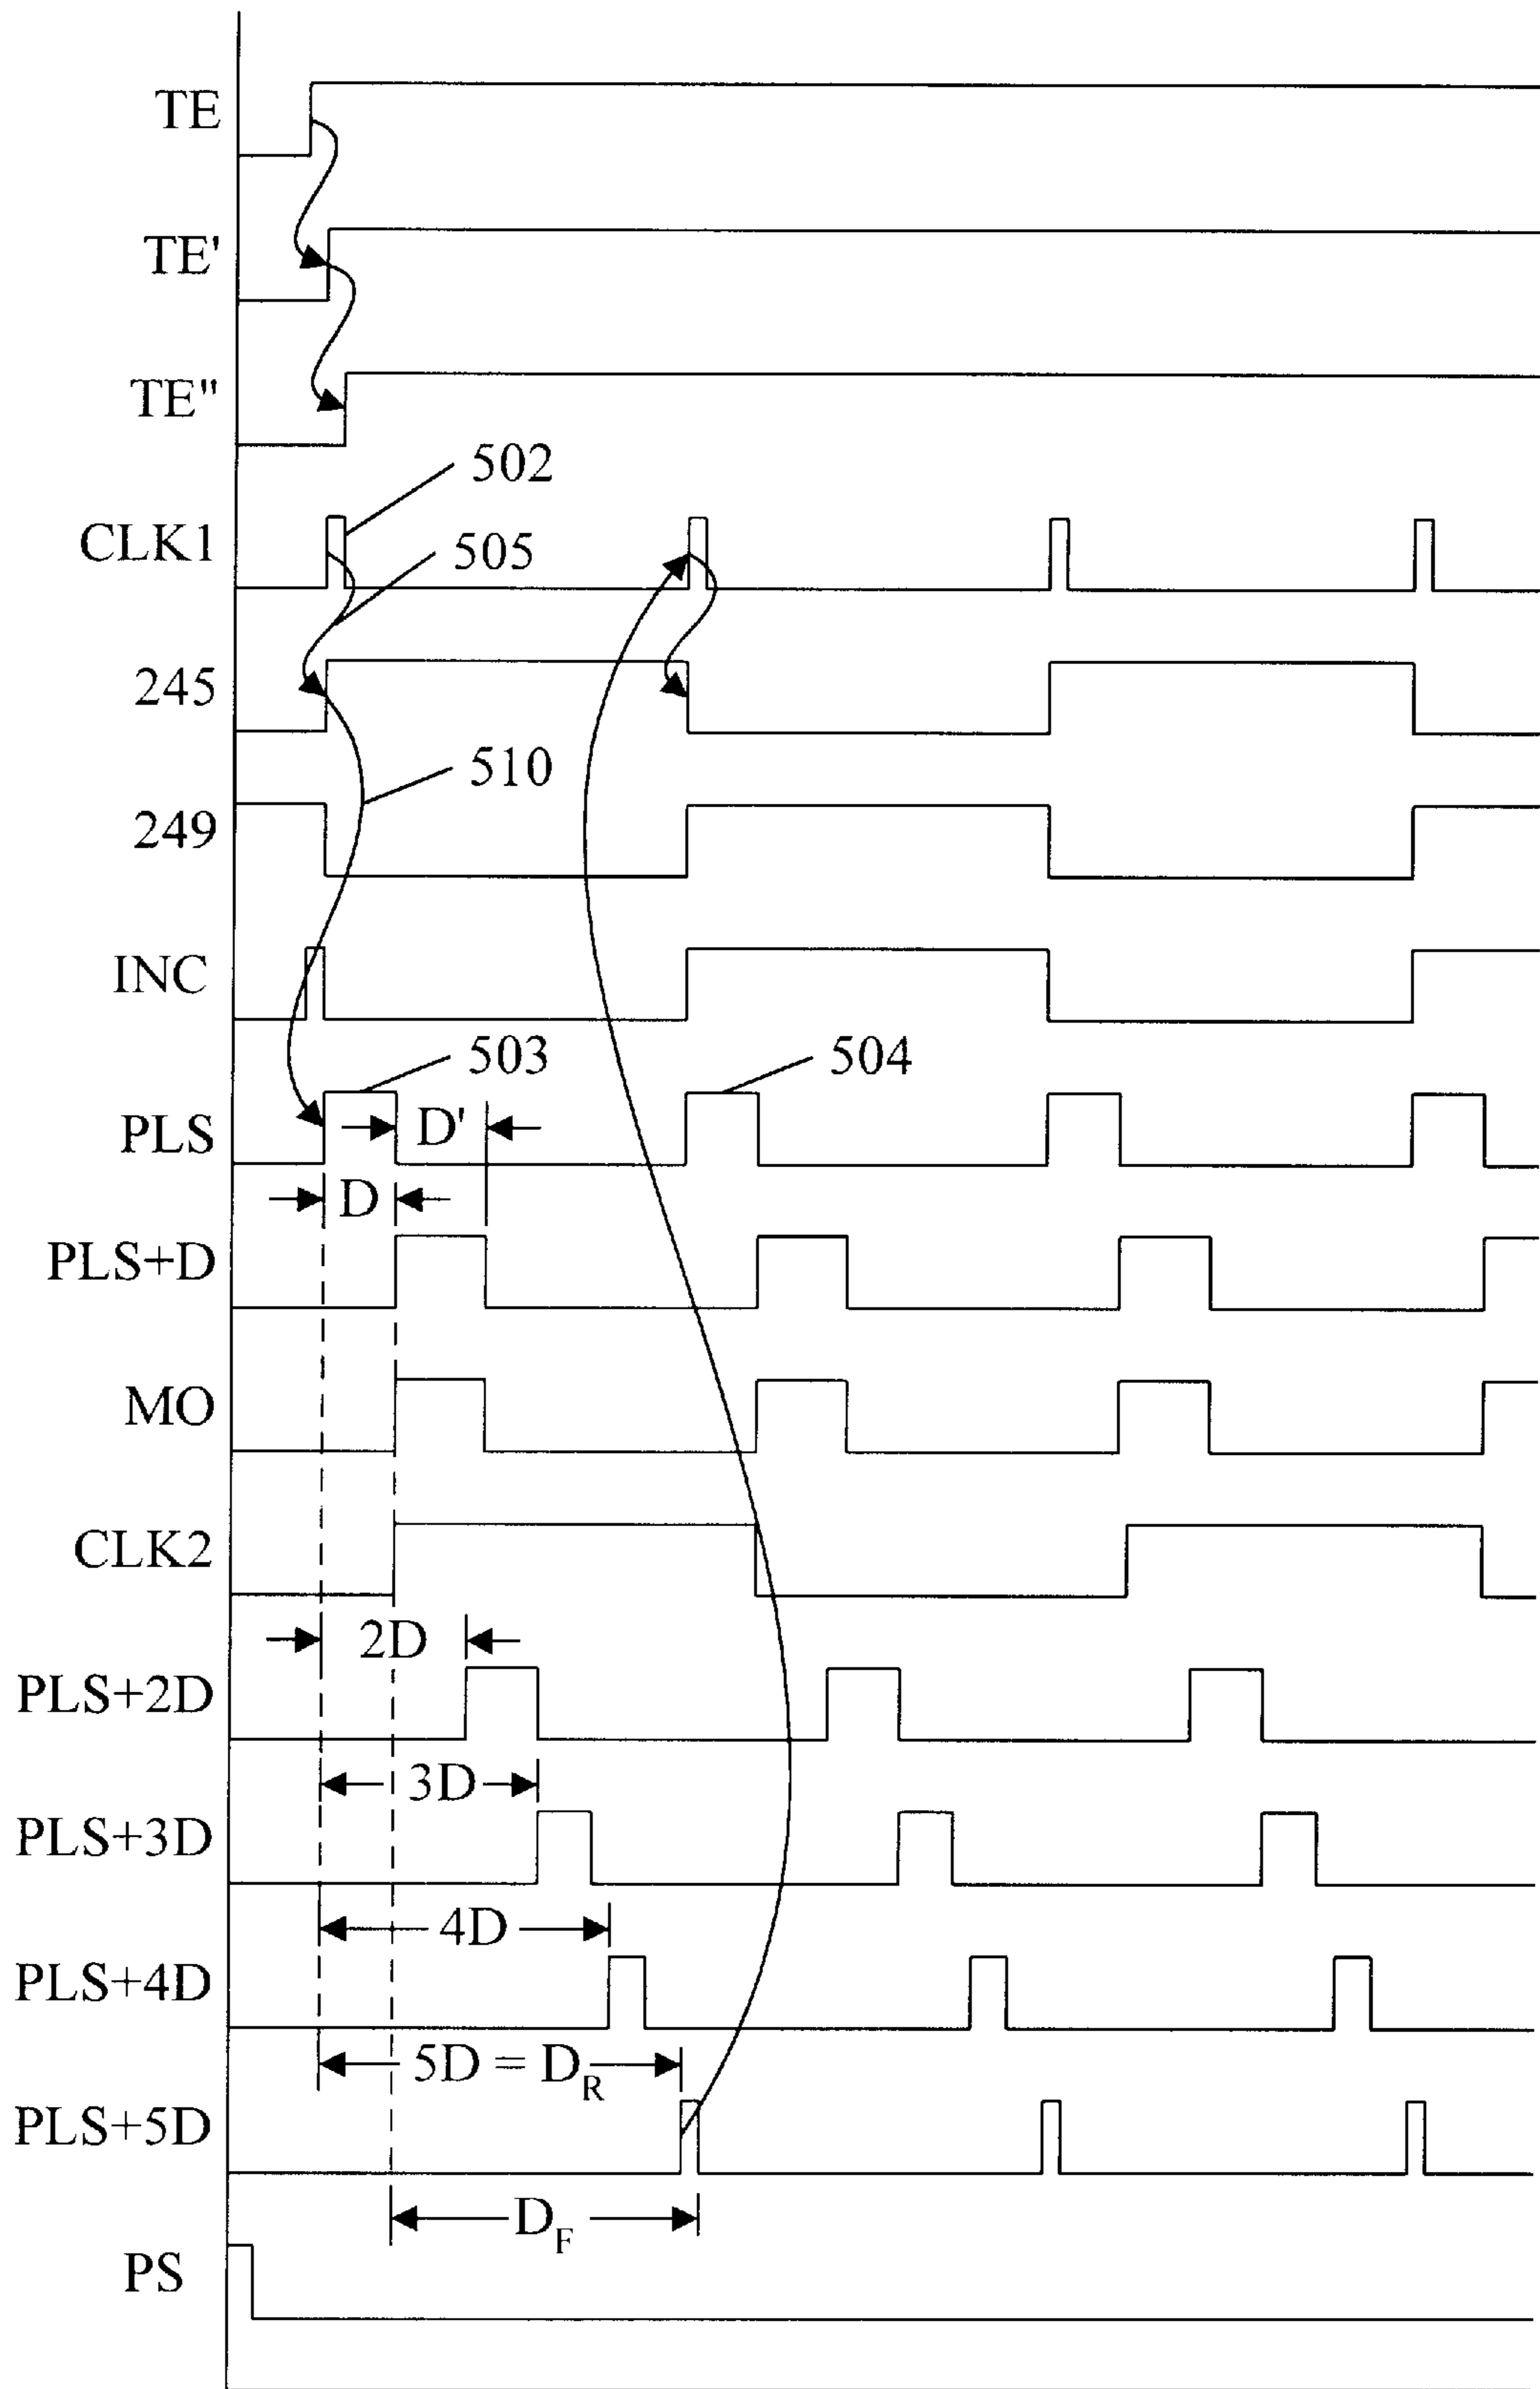 TE
TE'
TE"
502
CLK1
505
245
510
249
INC
503
504
PLS
D'
D
PLS+D
MO
CLK2
2D
PLS+2D
3D
PLS+3D
4D
PLS+4D
5D = DR
PLS+5D
DF
PS